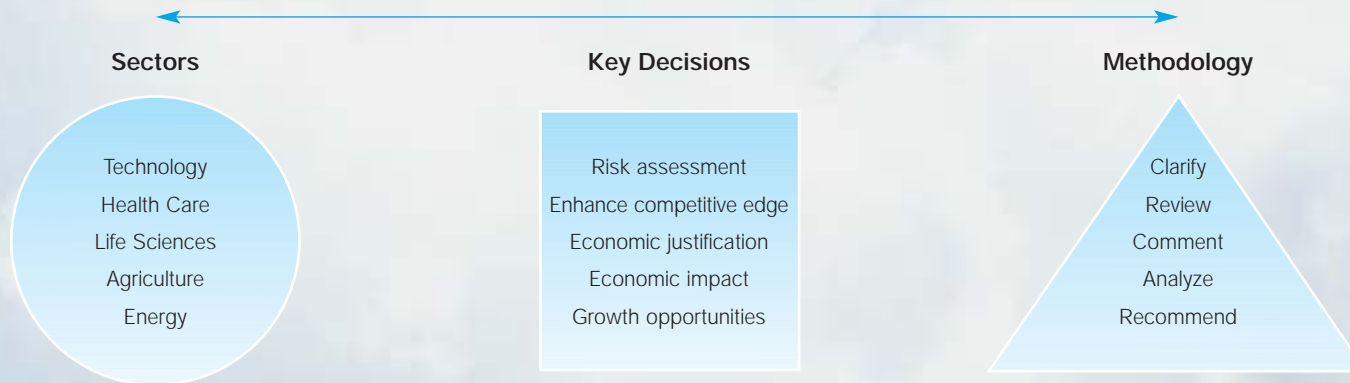 Sectors
Technology
Health Care
Life Sciences
Agriculture
Energy
Key Decisions
Risk assessment
Enhance competitive edge
Economic justification
Economic impact
Growth opportunities
Methodology
Clarify
Review
Comment
Analyze
Recommend